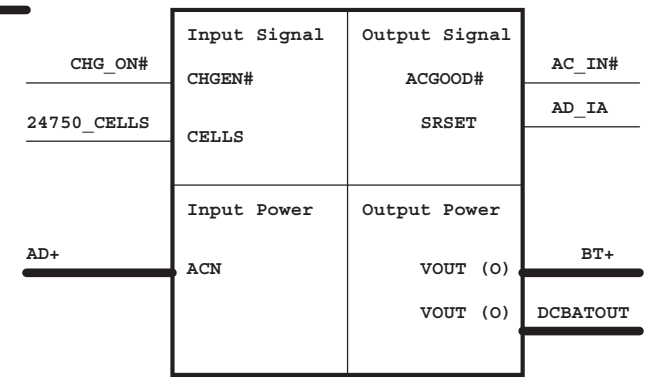 Input Signal
Output Signal
CHG_ON#
CHGEN#
ACGOOD#
AC_IN#
24750_CELLS
CELLS
SRSET
AD_IA
Input Power
Output Power
AD+
ACN
VOUT (O)
BT+
VOUT (O)
DCBATOUT